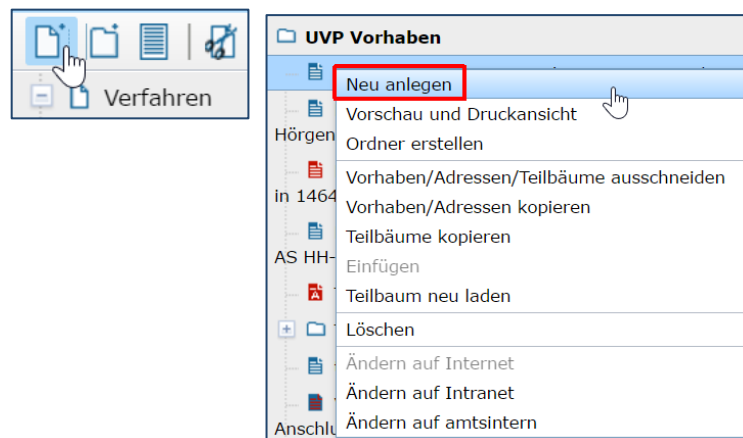 Verfahren
UVP Vorhaben
Neu anlegen
Vorschau und Druckansicht
Hörgen
Ordner erstellen
Vorhaben/Adressen/Teilbäume ausschneiden
in 1464
Vorhaben/Adressen kopieren
Teilbäume kopieren
AS HH-
Einfügen
Teilbaum neu laden
Löschen
Ändern auf Internet
Ändern auf Intranet
Ändern auf amtsintern
Anschlu